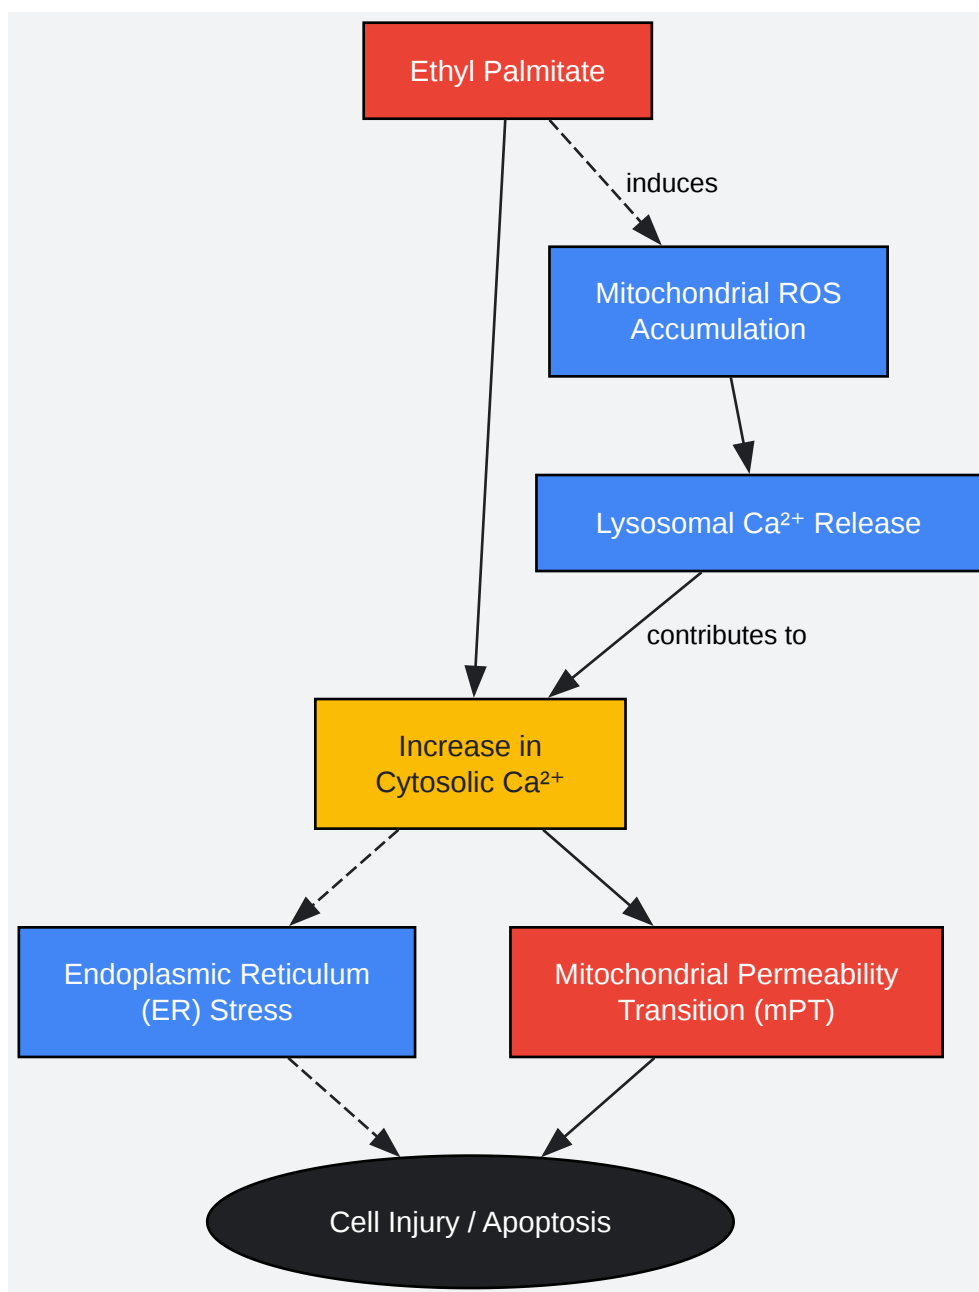 Ethyl Palmitate
induces
Mitochondrial ROS
Accumulation
Lysosomal Ca²⁺ Release
contributes to
Increase in
Cytosolic Ca²⁺
Endoplasmic Reticulum
(ER) Stress
Mitochondrial Permeability
Transition (mPT)
Cell Injury / Apoptosis